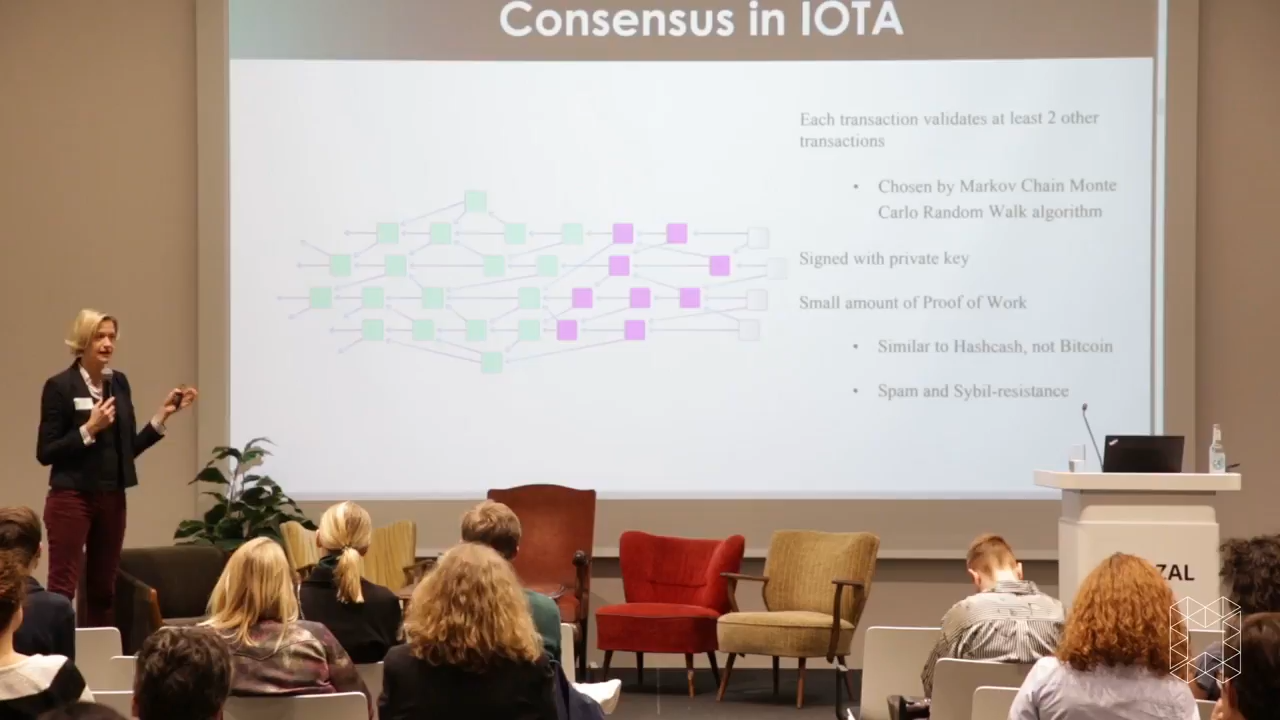 Consensus in IOTA
Each transaction validates at least 2 other
transactions
• Chosen by Markov Chain Monte
Carlo Random Walk algorithm
Signed with private key
Small amount of Proof of Work
• Similar to Hashcash, not Bitcoin
• Spam and Sybil-resistance
ZAL